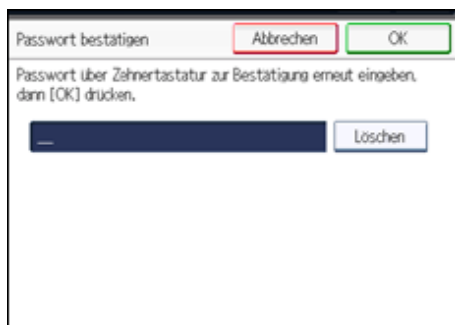 Passwort bestätigen Abbrechen OK
Passwort über Zehnertastatur zur Bestätigung erneut eingeben,
dann [OK] drücken.
Löschen